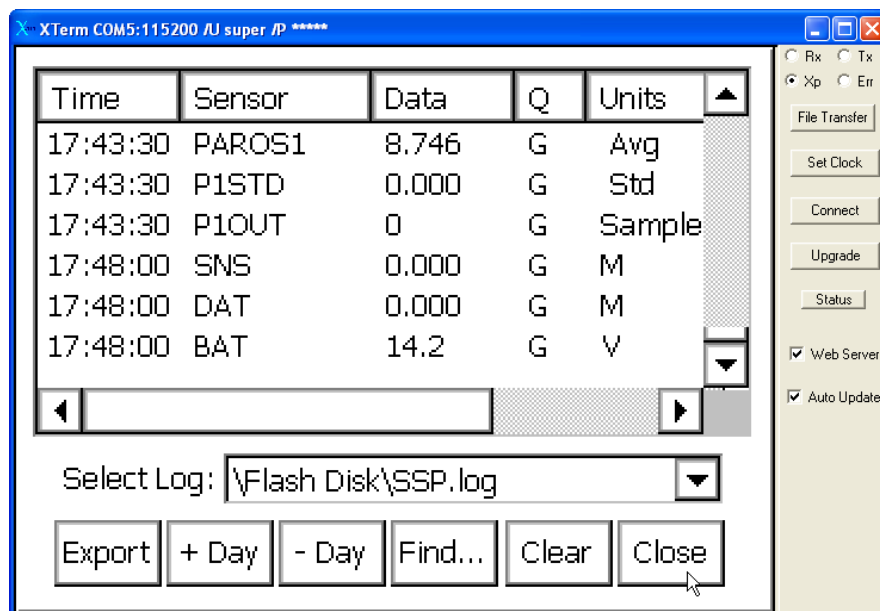 XTerm COM5:115200 /U super /P *****
Rx Tx
Xp Err
File Transfer
Set Clock
Connect
Upgrade
Status
Web Server
Auto Update
Time Sensor Data Q Units
17:43:30 PAROS1 8.746 G Avg
17:43:30 P1STD 0.000 G Std
17:43:30 P1OUT 0 G Sample
17:48:00 SNS 0.000 G M
17:48:00 DAT 0.000 G M
17:48:00 BAT 14.2 G V
Select Log: \Flash Disk\SSP.log
Export + Day - Day Find... Clear Close